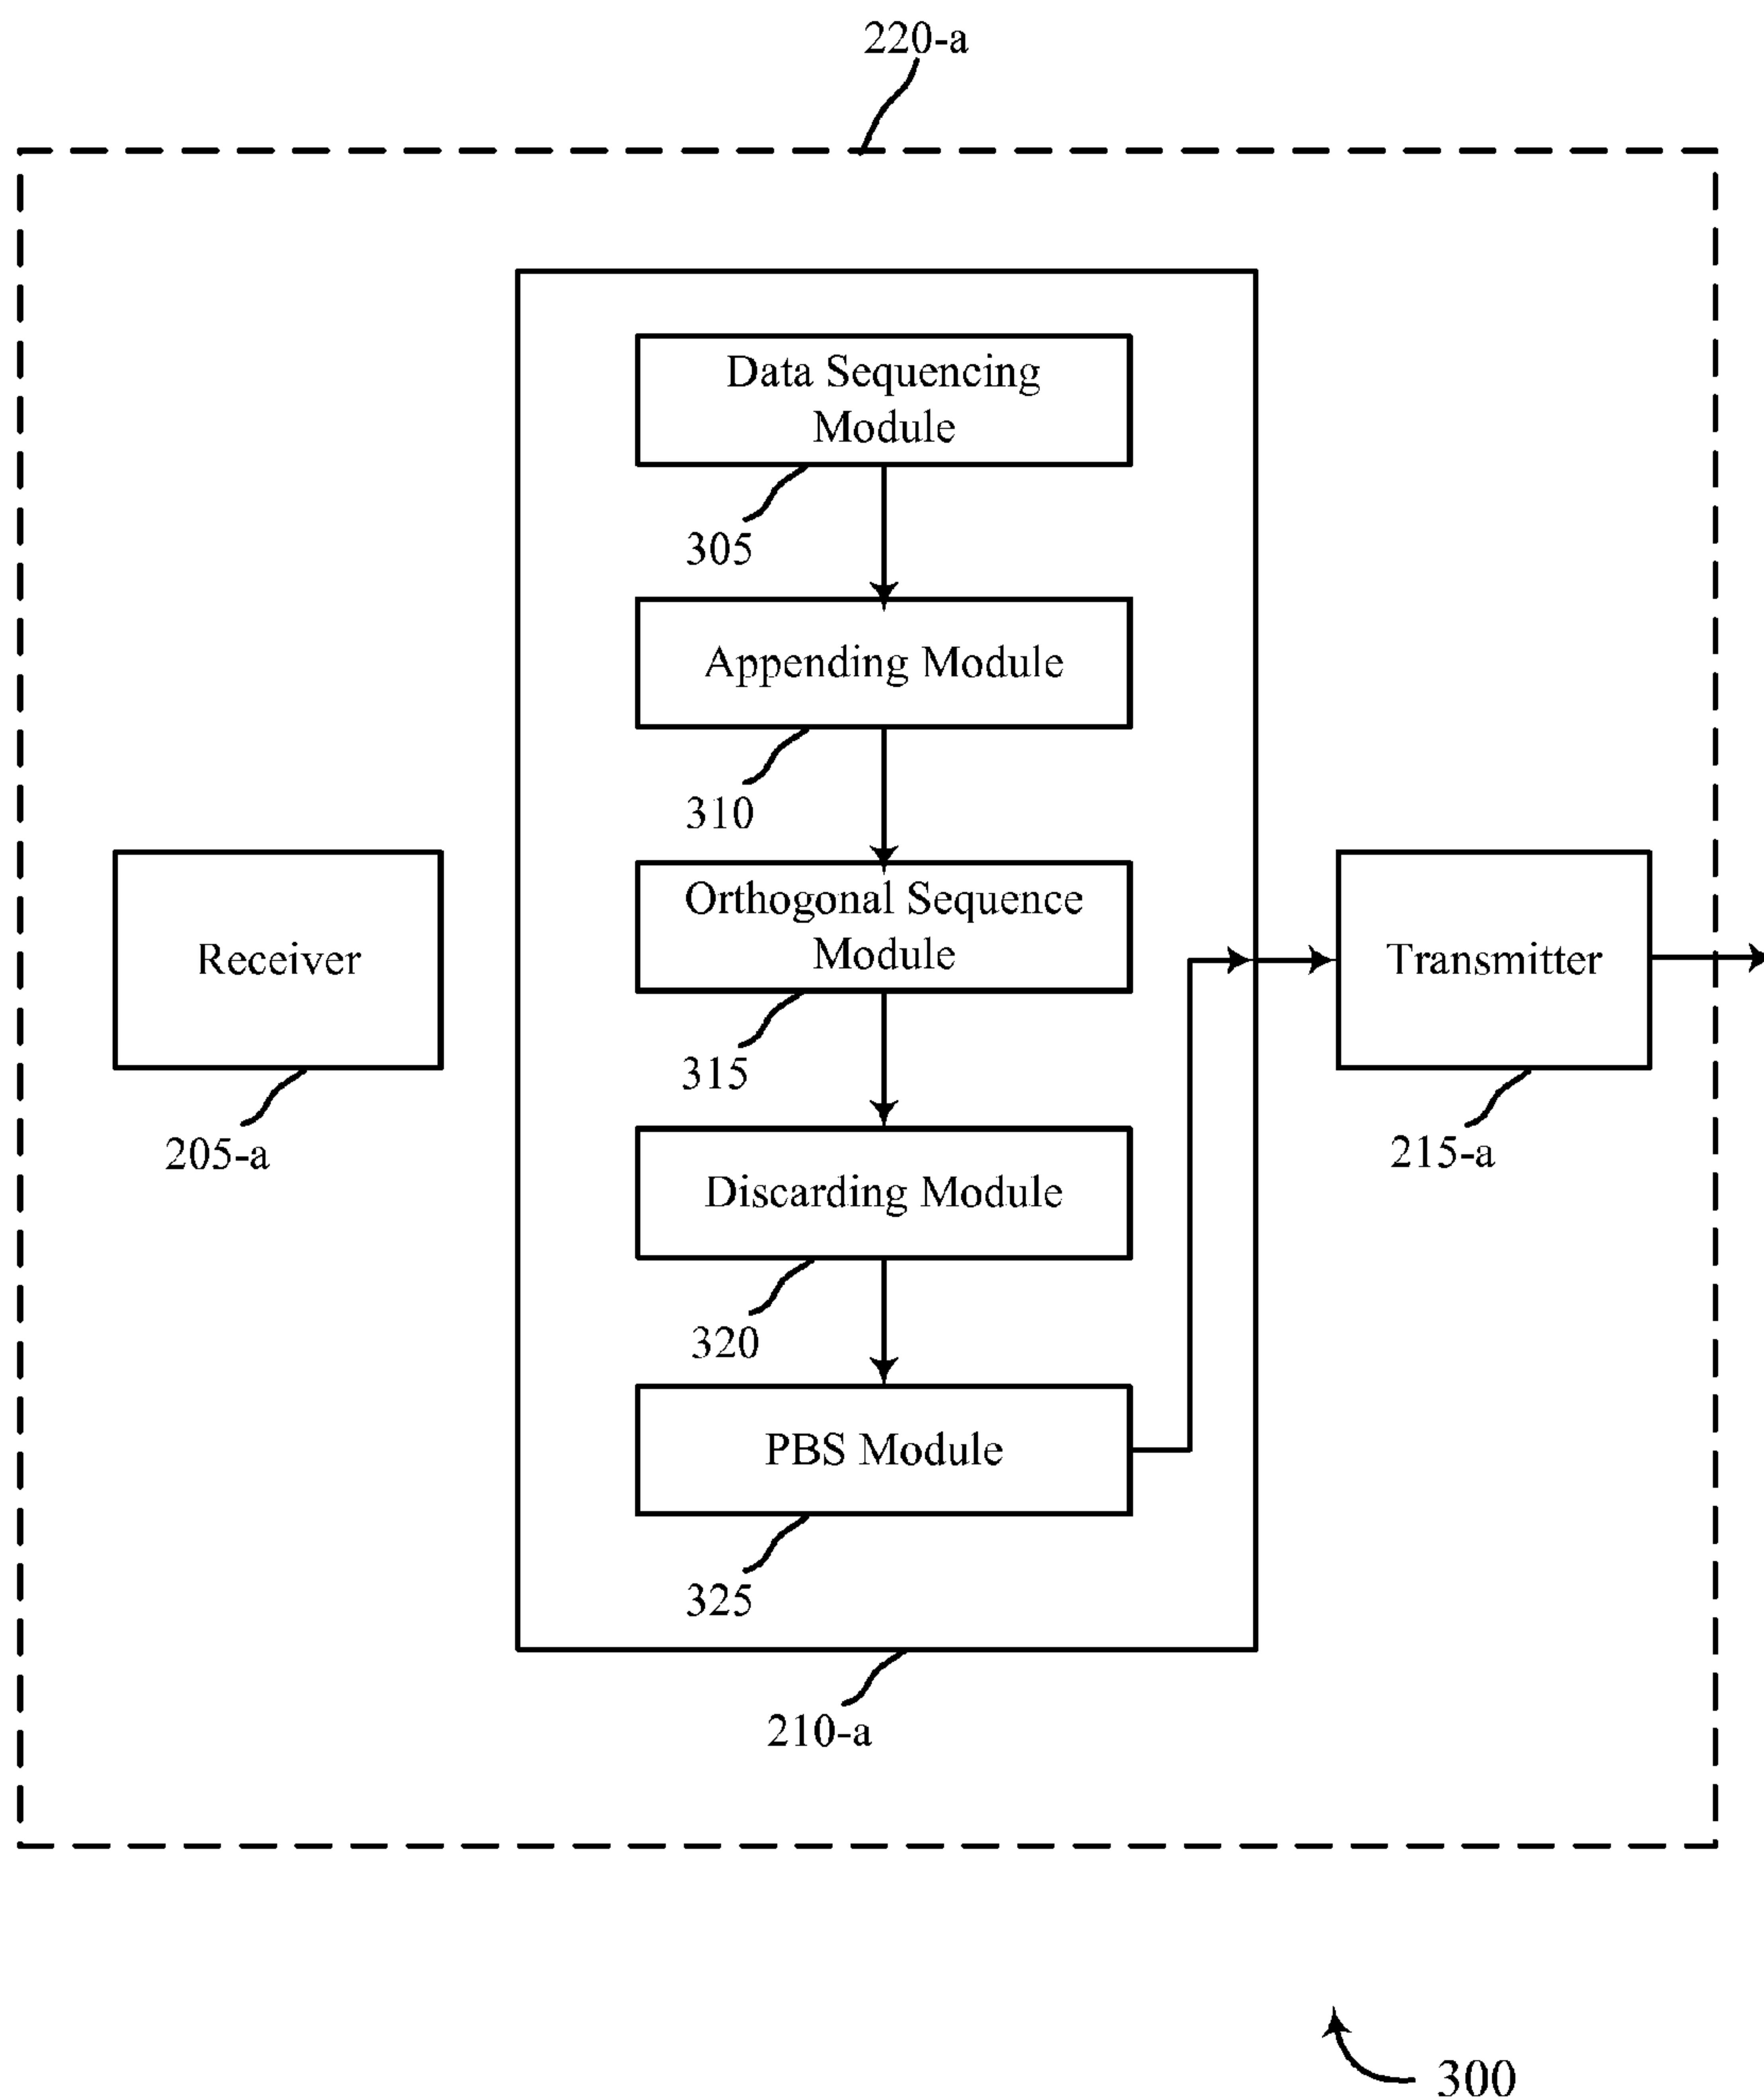 220-a
Data Sequencing
Module
305
Appending Module
310
Orthogonal Sequence
Module
315
Receiver
205-a
Transmitter
215-a
Discarding Module
320
PBS Module
325
210-a
300